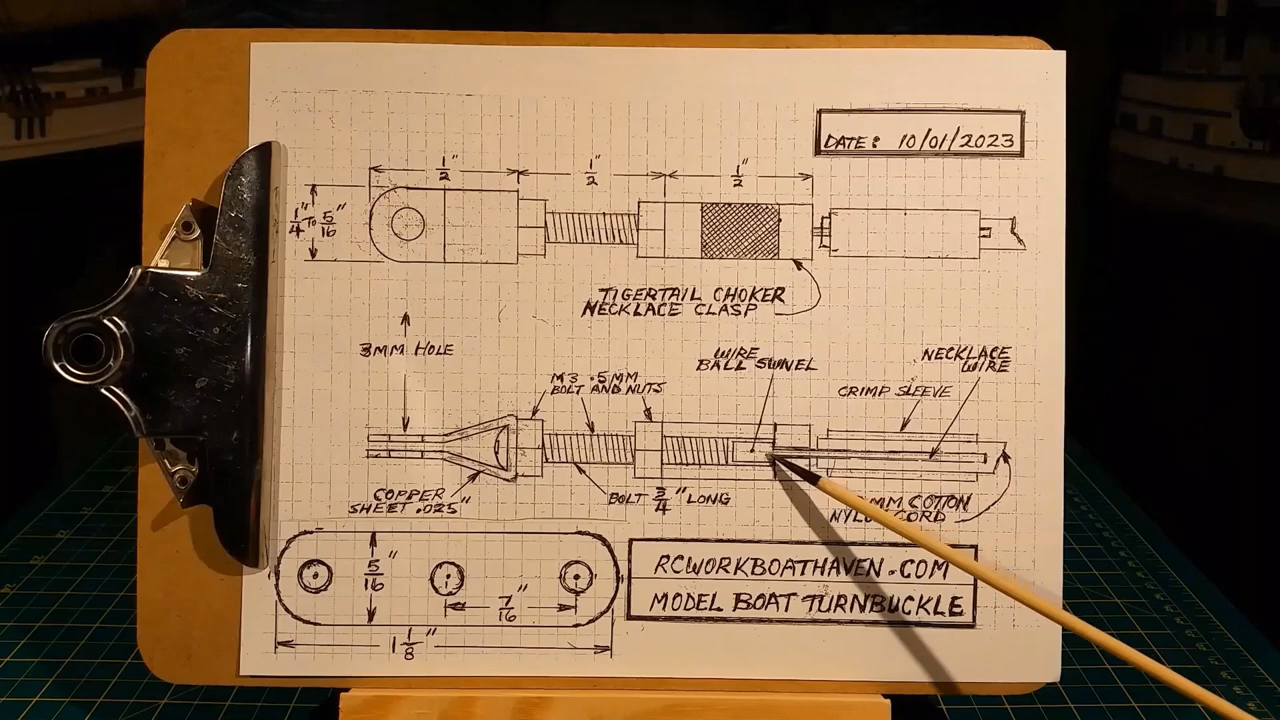 DATE: 10/01/2023
1/2" 1/2" 1/2"
1/4" TO 5/16"
TIGERTAIL CHOKER
NECKLACE CLASP
3MM HOLE
WIRE
BALL SWIVEL
NECKLACE
WIRE
M3 .5MM
BOLT AND NUTS
CRIMP SLEEVE
COPPER
SHEET .025"
BOLT 3/4" LONG
MM COTTON
NYLON CORD
5/16"
7/16"
1 1/8"
RCWORKBOATHAVEN.COM
MODEL BOAT TURNBUCKLE